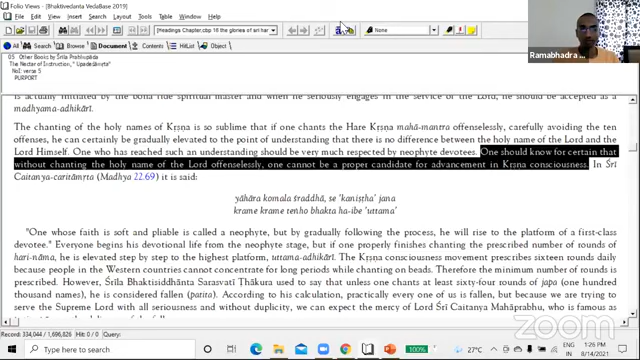 Folio Views - [Bhaktivedanta VedaBase 2019]
File Edit View Insert Search Layout Tools Table Window Help
[Headings Chapter,cbp 18 the glories of sri har
None
All Search Browse Document Contents Object Hit List
Ramabhadra
05 Other Books by Śrīla Prabhupāda
The Nectar of Instruction, "Upadeśāmṛta"
NoI verse 5
PURPORT
is actually initiated by the bona fide spiritual master and when he seriously engages in the service of the Lord, he should be accepted as a
madhyama-adhikārī.
The chanting of the holy names of Kṛṣṇa is so sublime that if one chants the Hare Kṛṣṇa mahā-mantra offenselessly, carefully avoiding the ten
offenses, he can certainly be gradually elevated to the point of understanding that there is no difference between the holy name of the Lord and the
Lord Himself. One who has reached such an understanding should be very much respected by neophyte devotees. One should know for certain that
without chanting the holy name of the Lord offenselessly, one cannot be a proper candidate for advancement in Kṛṣṇa consciousness. In Śrī
Caitanya-caritāmṛta (Madhya 22.69) it is said:
yāhāra komala śraddhā, se 'kaniṣṭha' jana
krame krame teṅho bhakta ha-ibe 'uttama'
"One whose faith is soft and pliable is called a neophyte, but by gradually following the process, he will rise to the platform of a first-class
devotee." Everyone begins his devotional life from the neophyte stage, but if one properly finishes chanting the prescribed number of rounds of
hari-nāma, he is elevated step by step to the highest platform, uttama-adhikārī. The Kṛṣṇa consciousness movement prescribes sixteen rounds daily
because people in the Western countries cannot concentrate for long periods while chanting on beads. Therefore the minimum number of rounds is
prescribed. However, Śrīla Bhaktisiddhānta Sarasvatī Ṭhākura used to say that unless one chants at least sixty-four rounds of japa (one hundred
thousand names), he is considered fallen (patita). According to his calculation, practically every one of us is fallen, but because we are trying to
serve the Supreme Lord with all seriousness and without duplicity, we can expect the mercy of Lord Śrī Caitanya Mahāprabhu, who is famous as
Record: 334,044 / 1,696,826 Hit: 0 / 0 Query:
zoom
27°C
ENG
IN
1:26 PM
8/14/2021